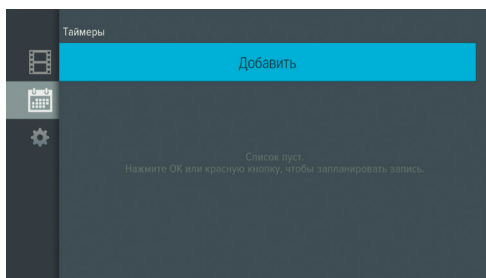 Таймеры
Добавить
Список пуст.
Нажмите ОК или красную кнопку, чтобы запланировать запись.